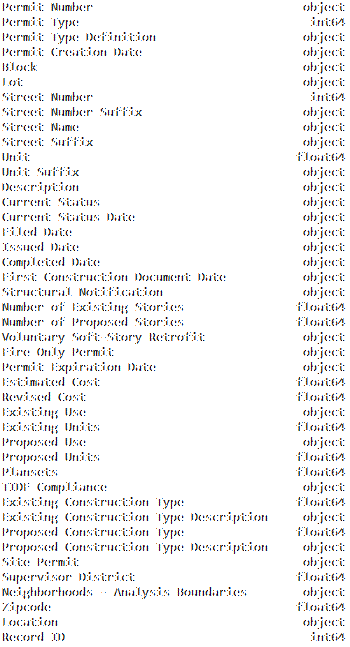 Permit Number object
Permit Type int64
Permit Type Definition object
Permit Creation Date object
Block object
Lot object
Street Number int64
Street Number Suffix object
Street Name object
Street Suffix object
Unit float64
Unit Suffix object
Description object
Current Status object
Current Status Date object
Filed Date object
Issued Date object
Completed Date object
First Construction Document Date object
Structural Notification object
Number of Existing Stories float64
Number of Proposed Stories float64
Voluntary Soft-Story Retrofit object
Fire Only Permit object
Permit Expiration Date object
Estimated Cost float64
Revised Cost float64
Existing Use object
Existing Units float64
Proposed Use object
Proposed Units float64
Plansets float64
TIDF Compliance object
Existing Construction Type float64
Existing Construction Type Description object
Proposed Construction Type float64
Proposed Construction Type Description object
Site Permit object
Supervisor District float64
Neighborhoods - Analysis Boundaries object
Zipcode float64
Location object
Record ID int64